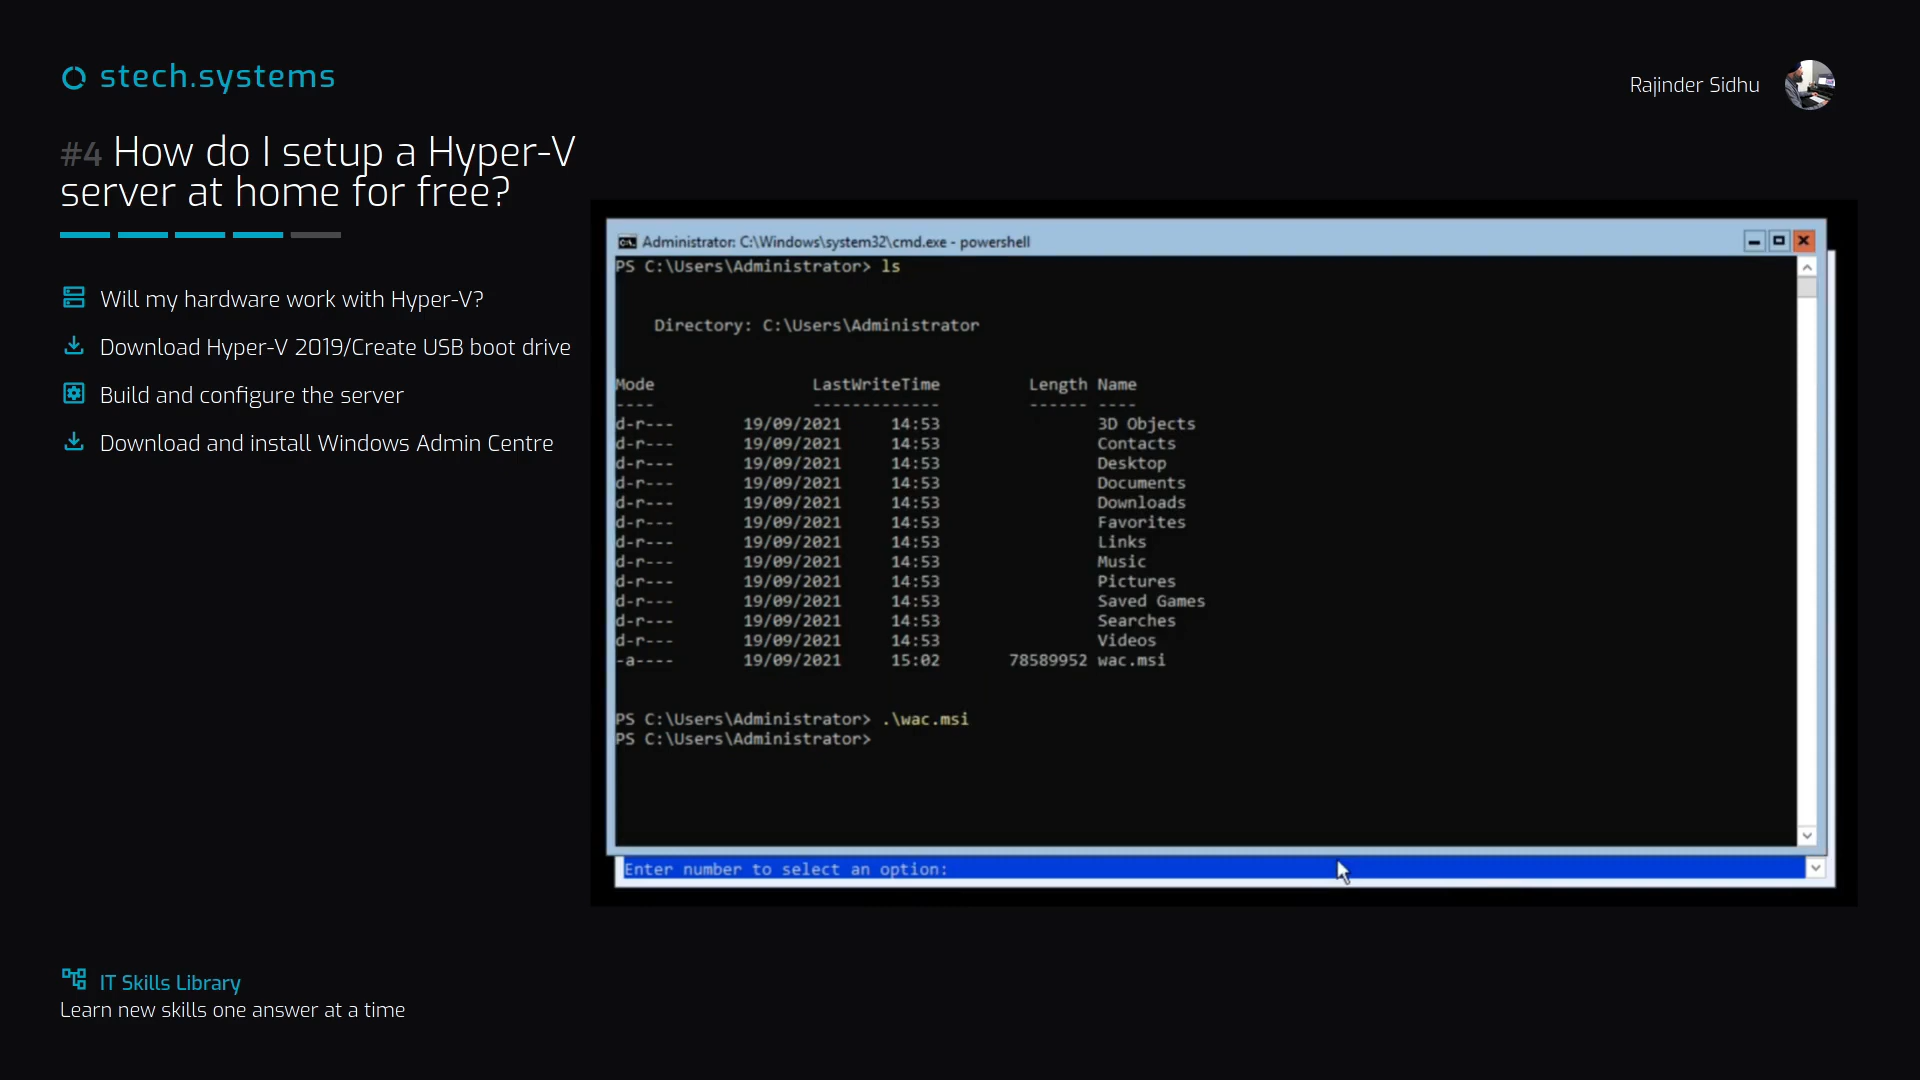 stech.systems
Rajinder Sidhu
#4 How do I setup a Hyper-V
server at home for free?
Will my hardware work with Hyper-V?
Download Hyper-V 2019/Create USB boot drive
Build and configure the server
Download and install Windows Admin Centre
Administrator: C:\Windows\system32\cmd.exe - powershell
PS C:\Users\Administrator> ls
Directory: C:\Users\Administrator
Mode LastWriteTime Length Name
---- ------------- ------ ----
d-r--- 19/09/2021 14:53 3D Objects
d-r--- 19/09/2021 14:53 Contacts
d-r--- 19/09/2021 14:53 Desktop
d-r--- 19/09/2021 14:53 Documents
d-r--- 19/09/2021 14:53 Downloads
d-r--- 19/09/2021 14:53 Favorites
d-r--- 19/09/2021 14:53 Links
d-r--- 19/09/2021 14:53 Music
d-r--- 19/09/2021 14:53 Pictures
d-r--- 19/09/2021 14:53 Saved Games
d-r--- 19/09/2021 14:53 Searches
d-r--- 19/09/2021 14:53 Videos
-a---- 19/09/2021 15:02 78589952 wac.msi
PS C:\Users\Administrator> .\wac.msi
PS C:\Users\Administrator>
Enter number to select an option:
IT Skills Library
Learn new skills one answer at a time